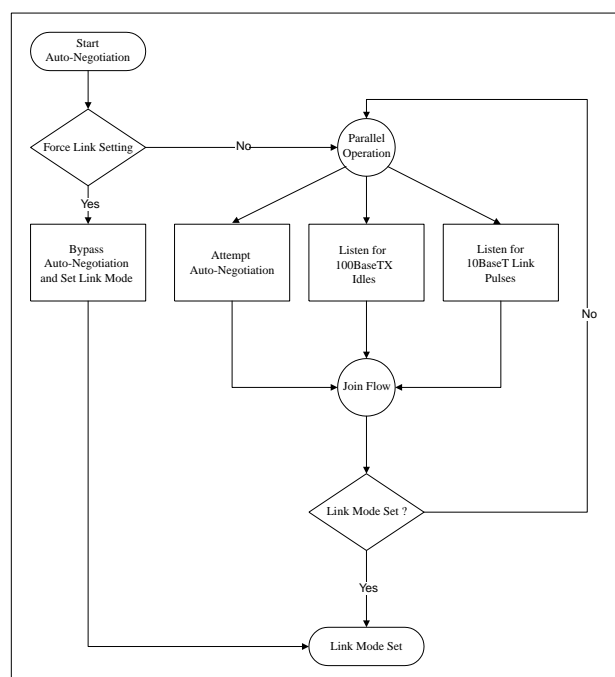 Start
Auto-Negotiation
Force Link Setting
No
Parallel
Operation
Yes
Bypass
Auto-Negotiation
and Set Link Mode
Attempt
Auto-Negotiation
Listen for
100BaseTX
Idles
Listen for
10BaseT Link
Pulses
No
Join Flow
Link Mode Set ?
Yes
Link Mode Set